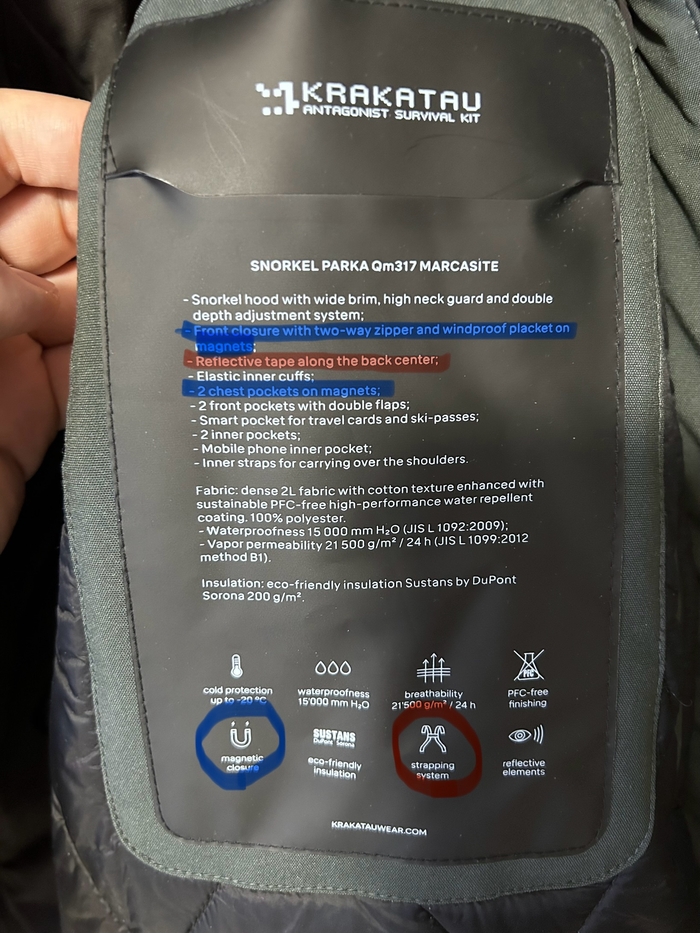 KRAKATAU
ANTAGONIST SURVIVAL KIT
SNORKEL PARKA Qm317 MARCASİTE
- Snorkel hood with wide brim, high neck guard and double
depth adjustment system;
- Front closure with two-way zipper and windproof placket on
magnets;
- Reflective tape along the back center;
- Elastic inner cuffs;
- 2 chest pockets on magnets;
- 2 front pockets with double flaps;
- Smart pocket for travel cards and ski-passes;
- 2 inner pockets;
- Mobile phone inner pocket;
- Inner straps for carrying over the shoulders.
Fabric: dense 2L fabric with cotton texture enhanced with
sustainable PFC-free high-performance water repellent
coating. 100% polyester.
- Waterproofness 15 000 mm H₂O (JIS L 1092:2009);
- Vapor permeability 21 500 g/m² / 24 h (JIS L 1099:2012
method B1).
Insulation: eco-friendly insulation Sustans by DuPont
Sorona 200 g/m².
PFC
cold protection
up to -20 °C
waterproofness
15'000 mm H₂O
breathability
21'500 g/m² / 24 h
PFC-free
finishing
SUSTANS
DuPont Sorona
magnetic
closure
eco-friendly
insulation
strapping
system
reflective
elements
KRAKATAUWEAR.COM